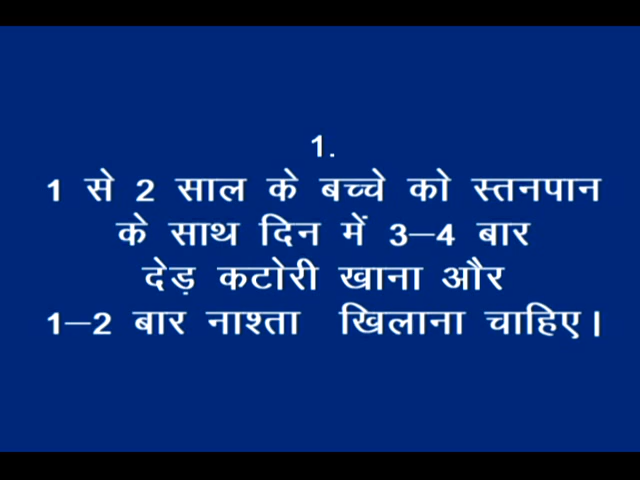 1.
1 से 2 साल के बच्चे को स्तनपान
के साथ दिन में 3–4 बार
देड़ कटोरी खाना और
1–2 बार नाश्ता खिलाना चाहिए।